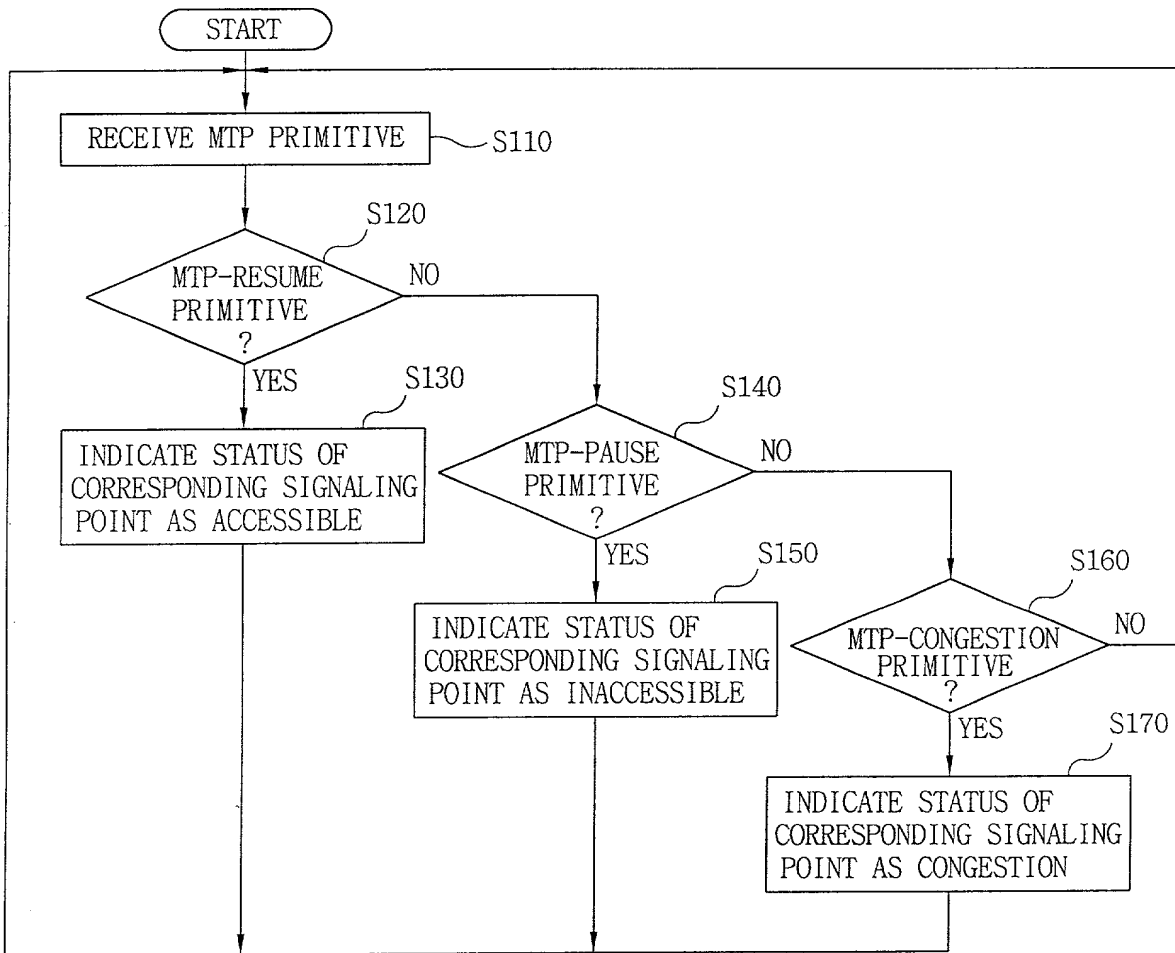 START
RECEIVE MTP PRIMITIVE
S110
S120
MTP-RESUME
PRIMITIVE
?
NO
YES
S130
INDICATE STATUS OF
CORRESPONDING SIGNALING
POINT AS ACCESSIBLE
S140
MTP-PAUSE
PRIMITIVE
?
NO
YES
S150
INDICATE STATUS OF
CORRESPONDING SIGNALING
POINT AS INACCESSIBLE
S160
MTP-CONGESTION
PRIMITIVE
?
NO
YES
S170
INDICATE STATUS OF
CORRESPONDING SIGNALING
POINT AS CONGESTION